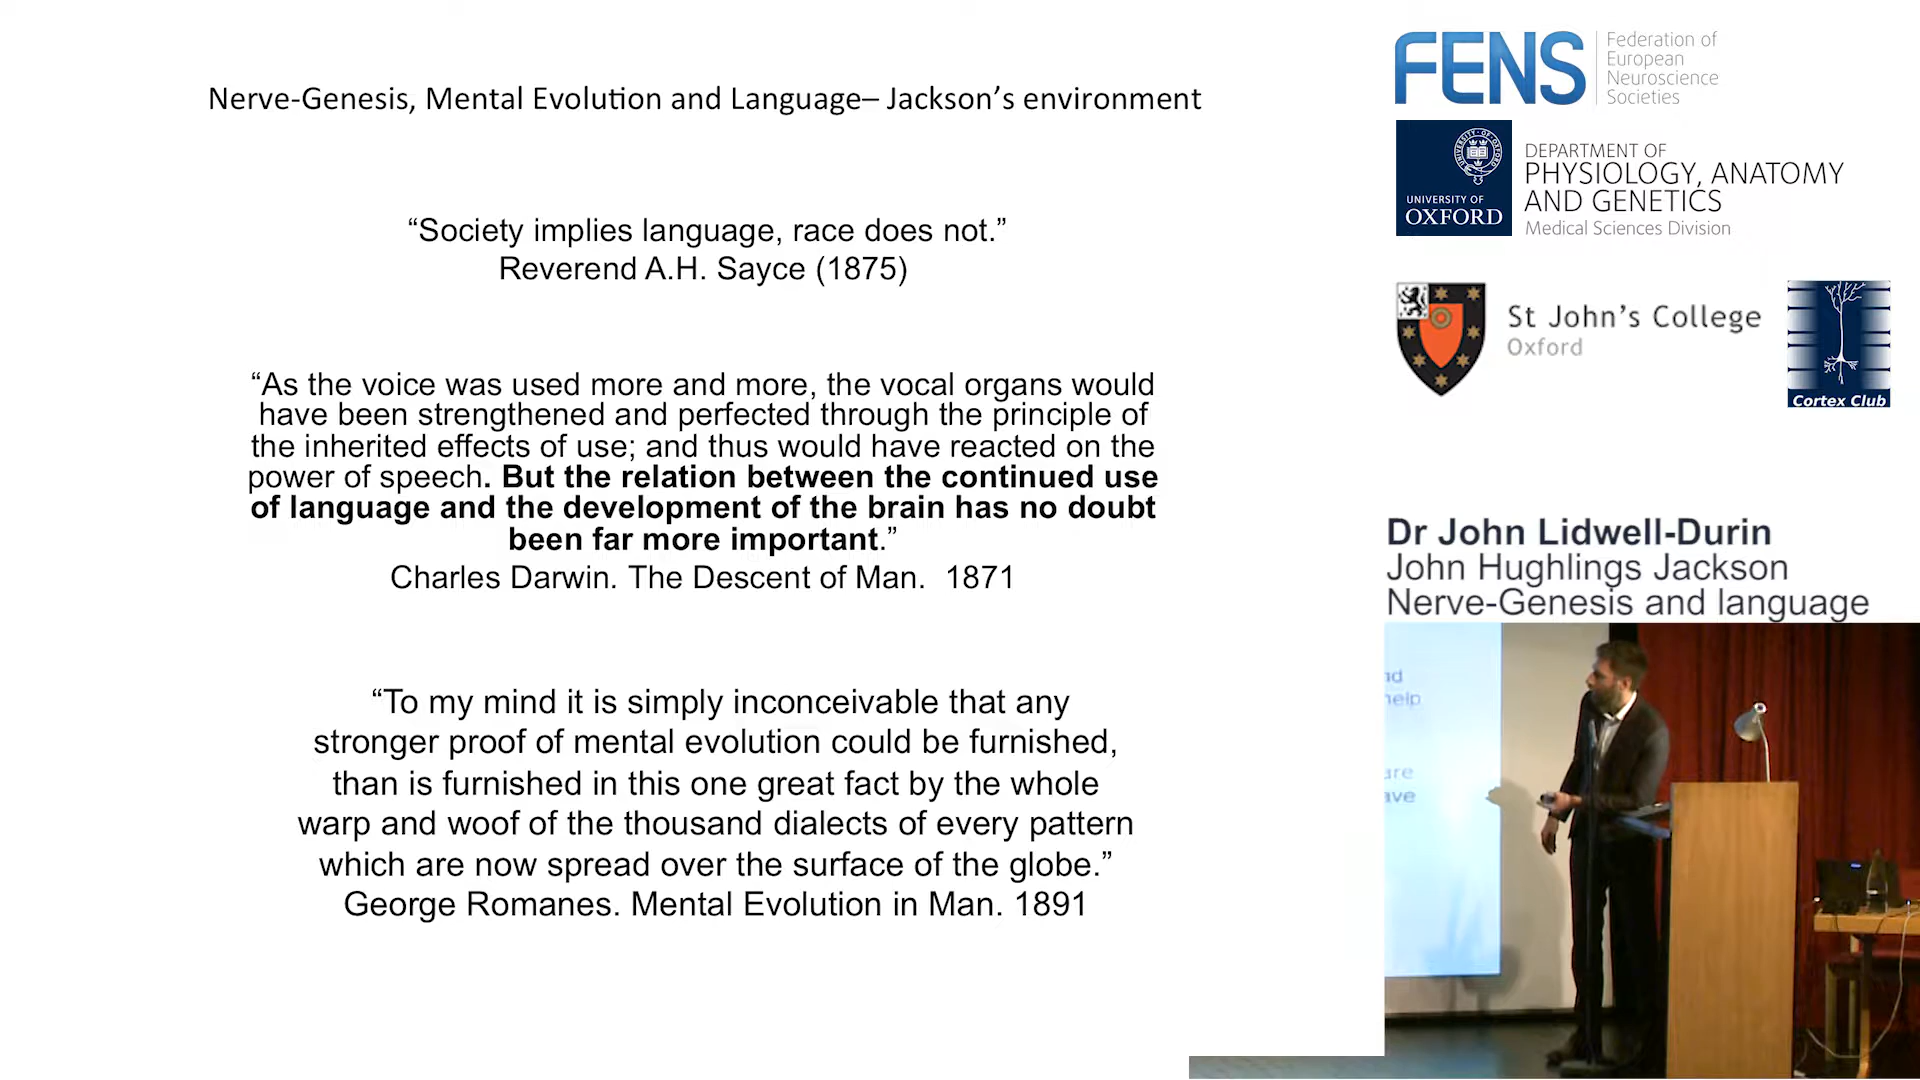 Nerve-Genesis, Mental Evolution and Language– Jackson’s environment
“Society implies language, race does not.”
Reverend A.H. Sayce (1875)
“As the voice was used more and more, the vocal organs would
have been strengthened and perfected through the principle of
the inherited effects of use; and thus would have reacted on the
power of speech. But the relation between the continued use
of language and the development of the brain has no doubt
been far more important.”
Charles Darwin. The Descent of Man. 1871
“To my mind it is simply inconceivable that any
stronger proof of mental evolution could be furnished,
than is furnished in this one great fact by the whole
warp and woof of the thousand dialects of every pattern
which are now spread over the surface of the globe.”
George Romanes. Mental Evolution in Man. 1891
FENS
Federation of
European
Neuroscience
Societies
UNIVERSITY OF
OXFORD
DEPARTMENT OF
PHYSIOLOGY, ANATOMY
AND GENETICS
Medical Sciences Division
St John’s College
Oxford
Cortex Club
Dr John Lidwell-Durin
John Hughlings Jackson
Nerve-Genesis and language
help
are